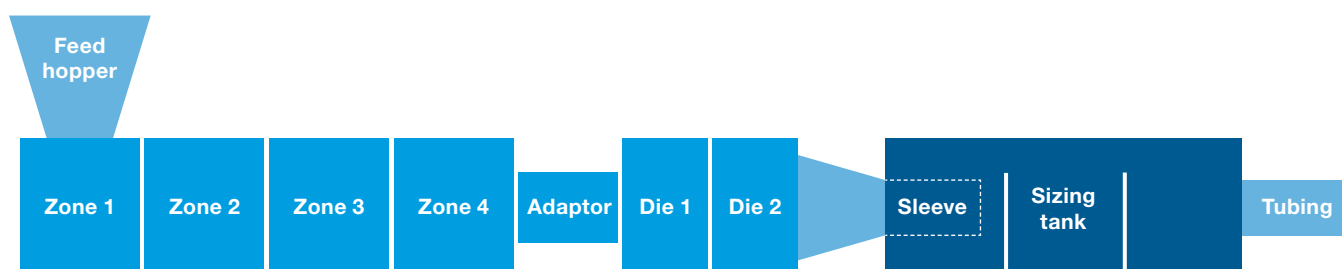 Feed
hopper
Zone 1
Zone 2
Zone 3
Zone 4
Adaptor
Die 1
Die 2
Sleeve
Sizing
tank
Tubing